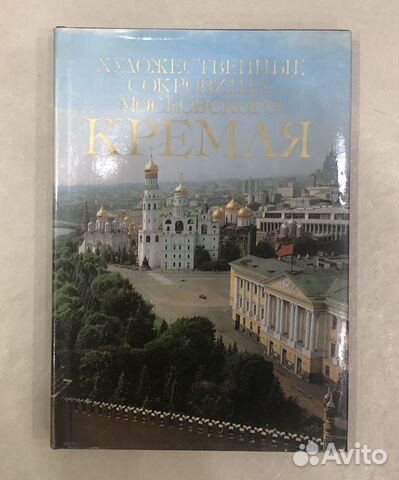 ХУДОЖЕСТВЕННЫЕ
СОКРОВИЩА
МОСКОВСКОГО
КРЕМЛЯ
Avito